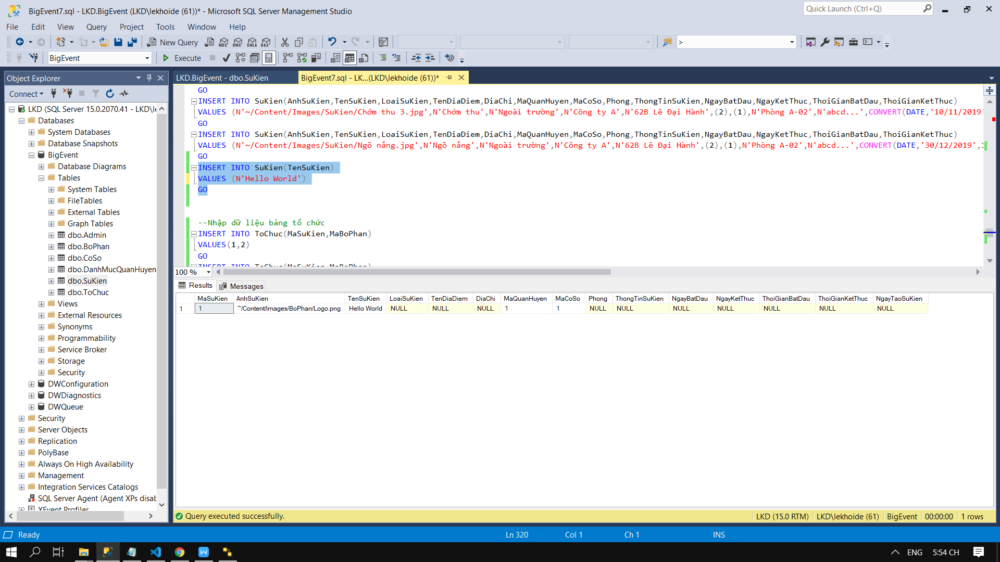 BigEvent7.sql - LKD.BigEvent (LKD\lekhoide (61))* - Microsoft SQL Server Management Studio
Quick Launch (Ctrl+Q)
File Edit View Query Project Tools Window Help
New Query MDX DMX XMLA DAX >
BigEvent Execute
Object Explorer
Connect
LKD (SQL Server 15.0.2070.41 - LKD\le
Databases
System Databases
Database Snapshots
BigEvent
Database Diagrams
Tables
System Tables
FileTables
External Tables
Graph Tables
dbo.Admin
dbo.BoPhan
dbo.CoSo
dbo.DanhMucQuanHuyen
dbo.SuKien
dbo.ToChuc
Views
External Resources
Synonyms
Programmability
Service Broker
Storage
Security
DWConfiguration
DWDiagnostics
DWQueue
Security
Server Objects
Replication
PolyBase
Always On High Availability
Management
Integration Services Catalogs
SQL Server Agent (Agent XPs disab
XEvent Profiler
LKD.BigEvent - dbo.SuKien
BigEvent7.sql - LK...(LKD\lekhoide (61))*
GO
INSERT INTO SuKien(AnhSuKien,TenSuKien,LoaiSuKien,TenDiaDiem,DiaChi,MaQuanHuyen,MaCoSo,Phong,ThongTinSuKien,NgayBatDau,NgayKetThuc,ThoiGianBatDau,ThoiGianKetThuc)
VALUES (N'~/Content/Images/SuKien/Chớm thu 3.jpg',N'Chớm thu',N'Ngoài trường',N'Công ty A',N'62B Lê Đại Hành',(2),(1),N'Phòng A-02',N'abcd...',CONVERT(DATE,'10/11/2019'
GO
INSERT INTO SuKien(AnhSuKien,TenSuKien,LoaiSuKien,TenDiaDiem,DiaChi,MaQuanHuyen,MaCoSo,Phong,ThongTinSuKien,NgayBatDau,NgayKetThuc,ThoiGianBatDau,ThoiGianKetThuc)
VALUES (N'~/Content/Images/SuKien/Ngõ nắng.jpg',N'Ngõ nắng',N'Ngoài trường',N'Công ty A',N'62B Lê Đại Hành',(2),(1),N'Phòng A-02',N'abcd...',CONVERT(DATE,'30/12/2019',1
GO
INSERT INTO SuKien(TenSuKien)
VALUES (N'Hello World')
GO
--Nhập dữ liệu bảng tổ chức
INSERT INTO ToChuc(MaSuKien,MaBoPhan)
VALUES(1,2)
GO
INSERT INTO ToChuc(MaSuKien,MaBoPhan)
100 %
Results Messages
MaSuKien AnhSuKien TenSuKien LoaiSuKien TenDiaDiem DiaChi MaQuanHuyen MaCoSo Phong ThongTinSuKien NgayBatDau NgayKetThuc ThoiGianBatDau ThoiGianKetThuc NgayTaoSuKien
1 1 ~/Content/Images/BoPhan/Logo.png Hello World NULL NULL NULL 1 1 NULL NULL NULL NULL NULL NULL NULL
Query executed successfully. LKD (15.0 RTM) LKD\lekhoide (61) BigEvent 00:00:00 1 rows
Ready Ln 320 Col 1 Ch 1 INS
ENG 5:54 CH